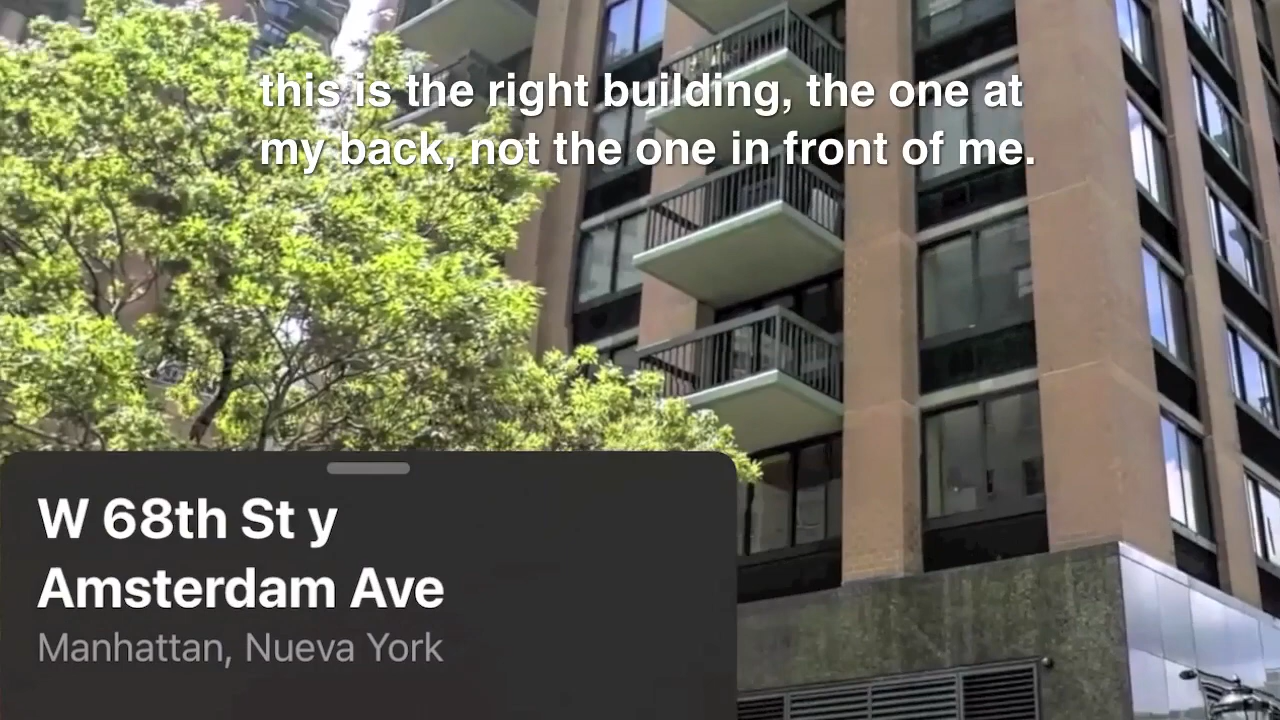 this is the right building, the one at
my back, not the one in front of me.
W 68th St y
Amsterdam Ave
Manhattan, Nueva York